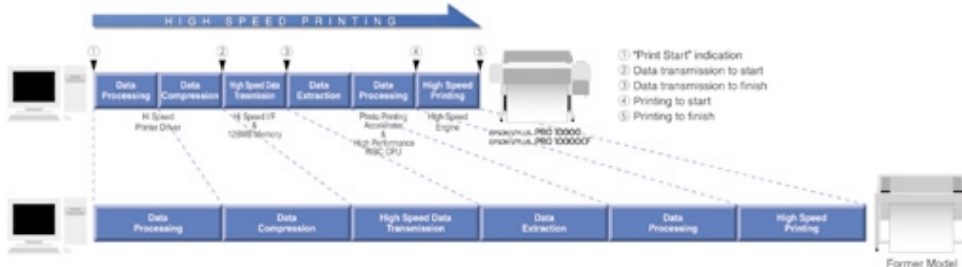 HIGH SPEED PRINTING
① ② ③ ④ ⑤
Data Processing
Data Compression
High Speed Data Transmission
Data Extraction
Data Processing
High Speed Printing
Hi Speed Printer Driver
Hi Speed I/F & 128MB Memory
Photo Printing Accelerator & High Performance RISC CPU
High Speed Engine
EPSON STYLUS PRO 10000
EPSON STYLUS PRO 10000CF
① "Print Start" indication
② Data transmission to start
③ Data transmission to finish
④ Printing to start
⑤ Printing to finish
Data Processing
Data Compression
High Speed Data Transmission
Data Extraction
Data Processing
High Speed Printing
Former Model